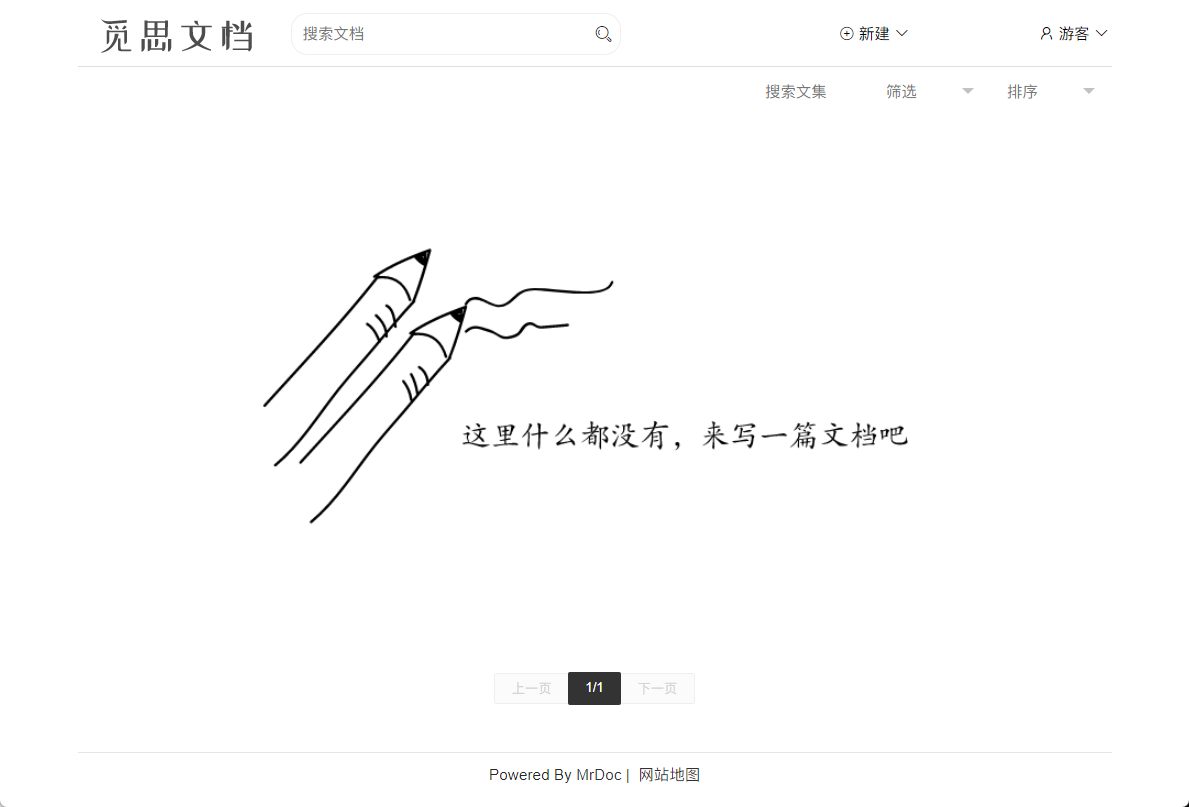 觅思文档
搜索文档
新建
游客
搜索文集
筛选
排序
这里什么都没有，来写一篇文档吧
上一页
1/1
下一页
Powered By MrDoc | 网站地图